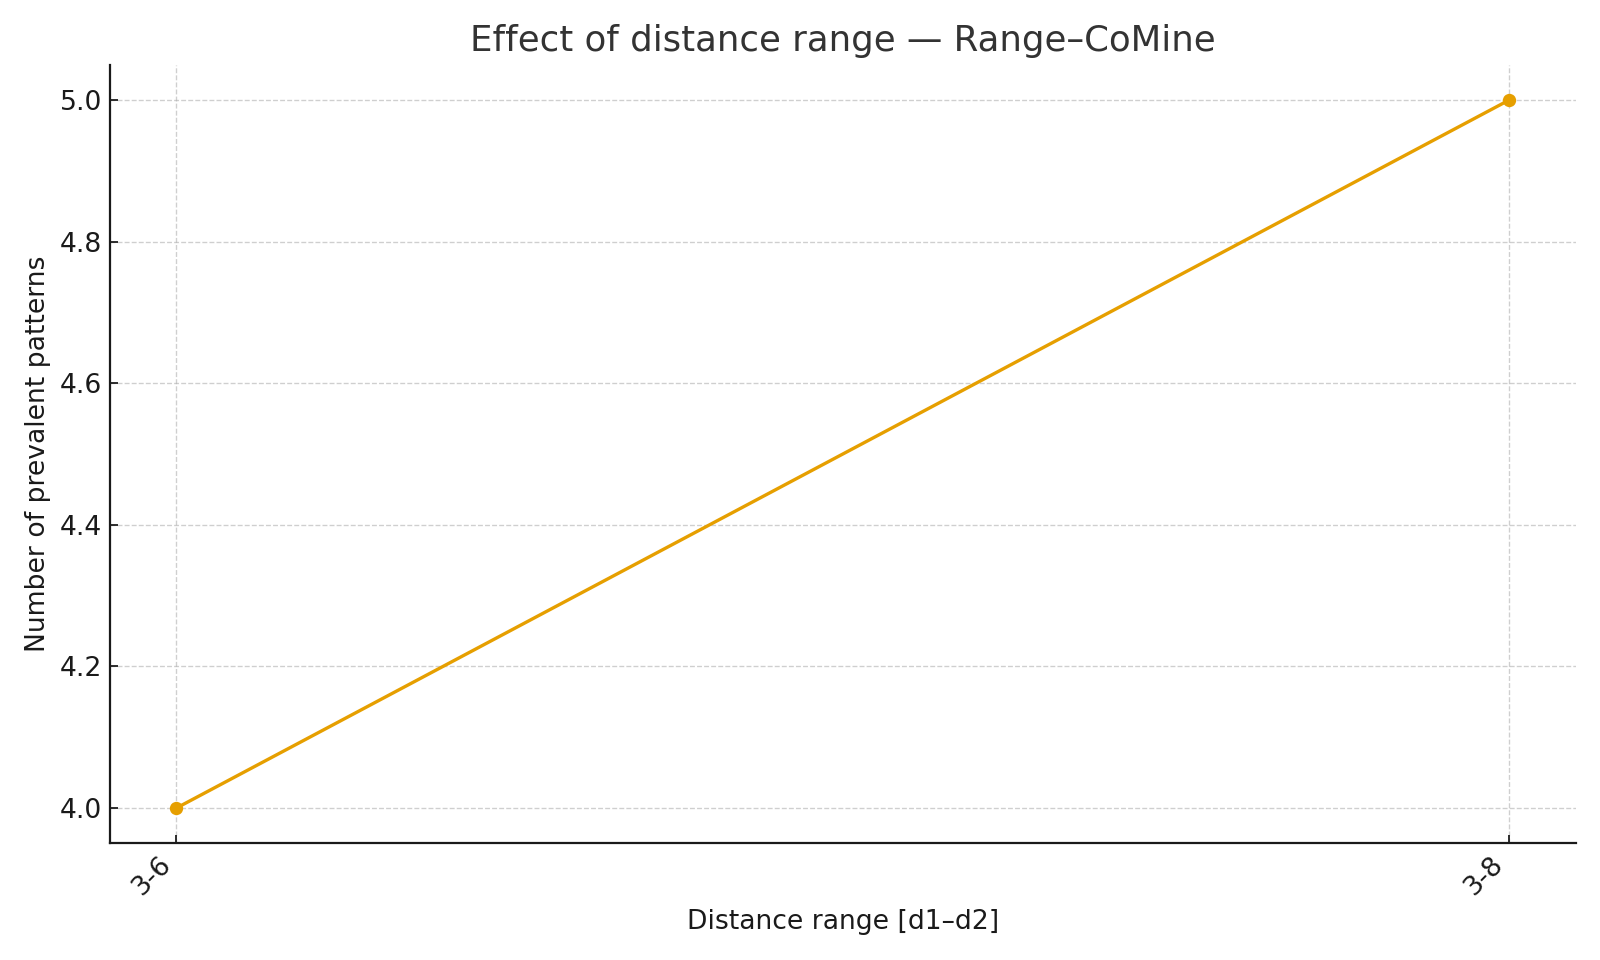 Effect of distance range — Range–CoMine
Number of prevalent patterns
5.0
4.8
4.6
4.4
4.2
4.0
3-6
3-8
Distance range [d1–d2]